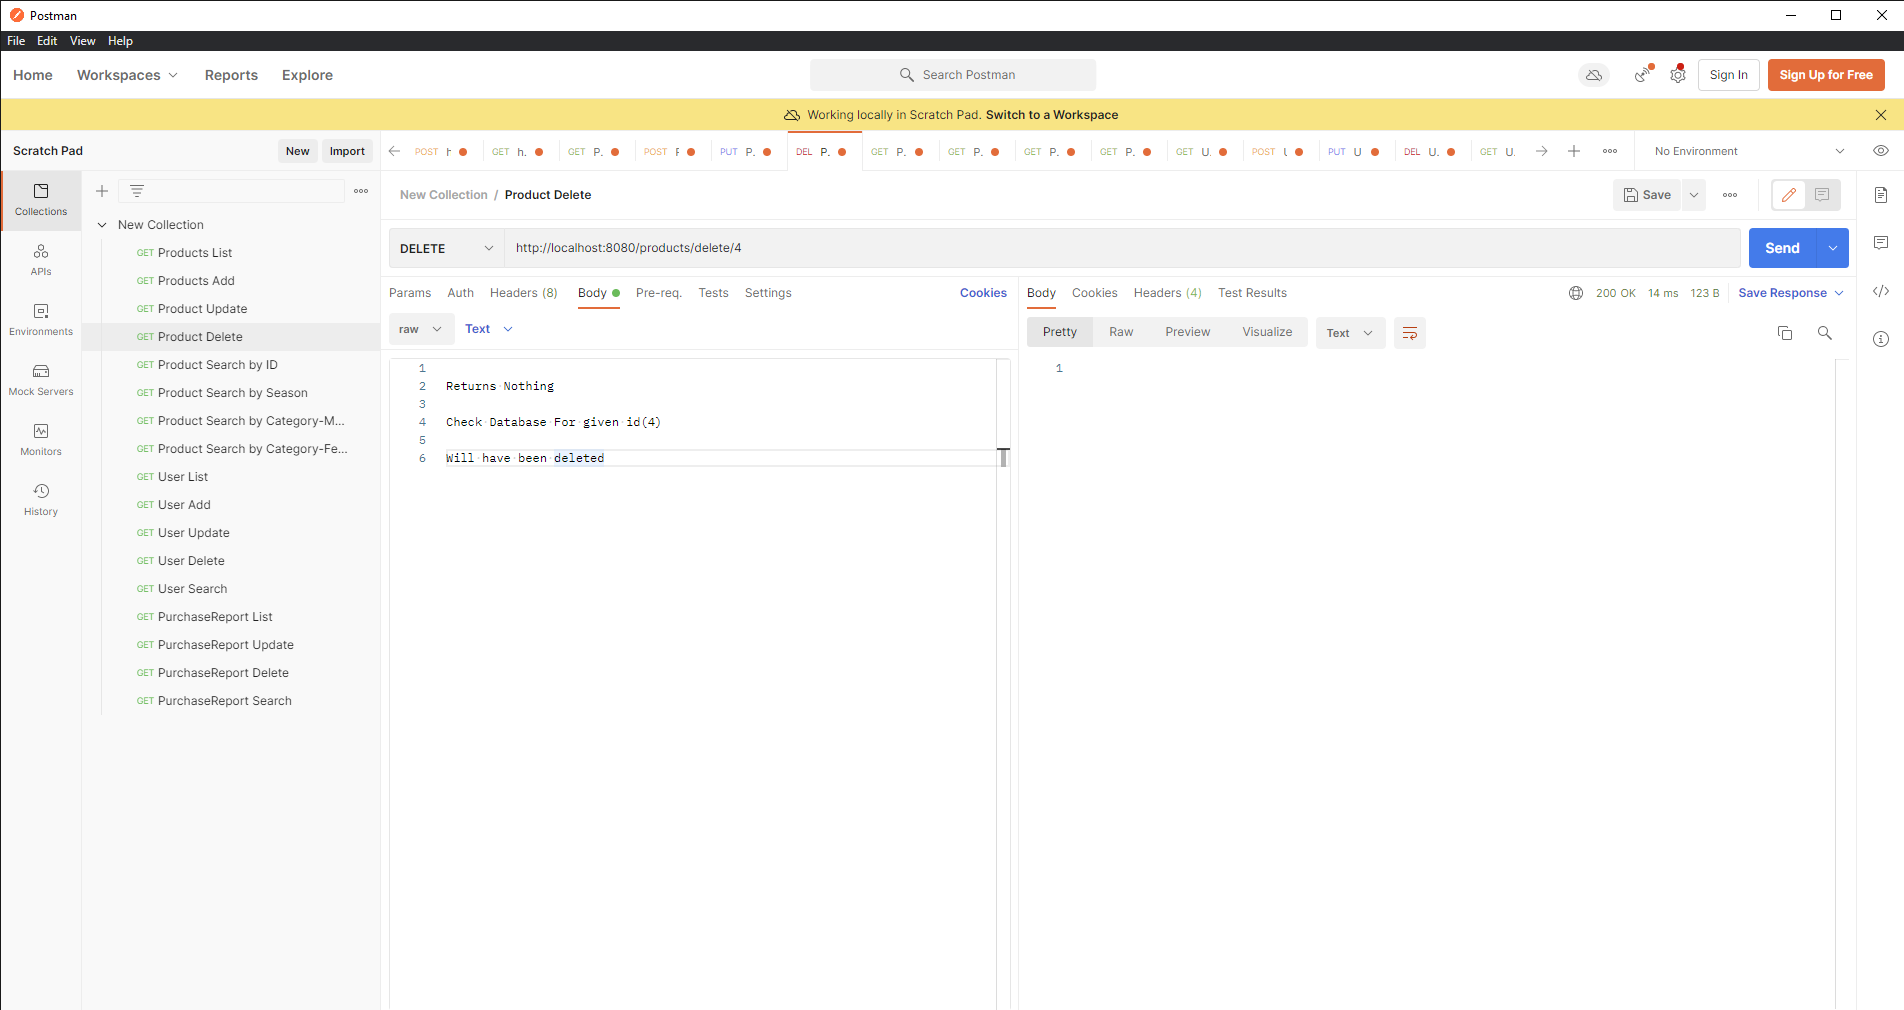 Postman
File Edit View Help
Home Workspaces Reports Explore
Search Postman
Sign In
Sign Up for Free
Working locally in Scratch Pad. Switch to a Workspace
Scratch Pad
New
Import
POST
GET h.
GET P.
POST
PUT P.
DEL P.
GET P.
GET P.
GET P.
GET P.
GET U.
POST
PUT U
DEL U.
GET U.
No Environment
Collections
APIs
Environments
Mock Servers
Monitors
History
New Collection
GET Products List
GET Products Add
GET Product Update
GET Product Delete
GET Product Search by ID
GET Product Search by Season
GET Product Search by Category-M...
GET Product Search by Category-Fe...
GET User List
GET User Add
GET User Update
GET User Delete
GET User Search
GET PurchaseReport List
GET PurchaseReport Update
GET PurchaseReport Delete
GET PurchaseReport Search
New Collection / Product Delete
Save
DELETE
http://localhost:8080/products/delete/4
Send
Params Auth Headers (8) Body Pre-req. Tests Settings
Cookies
raw
Text
1
2 Returns Nothing
3
4 Check Database For given id(4)
5
6 Will have been deleted
Body Cookies Headers (4) Test Results
200 OK 14 ms 123 B
Save Response
Pretty Raw Preview Visualize
Text
1